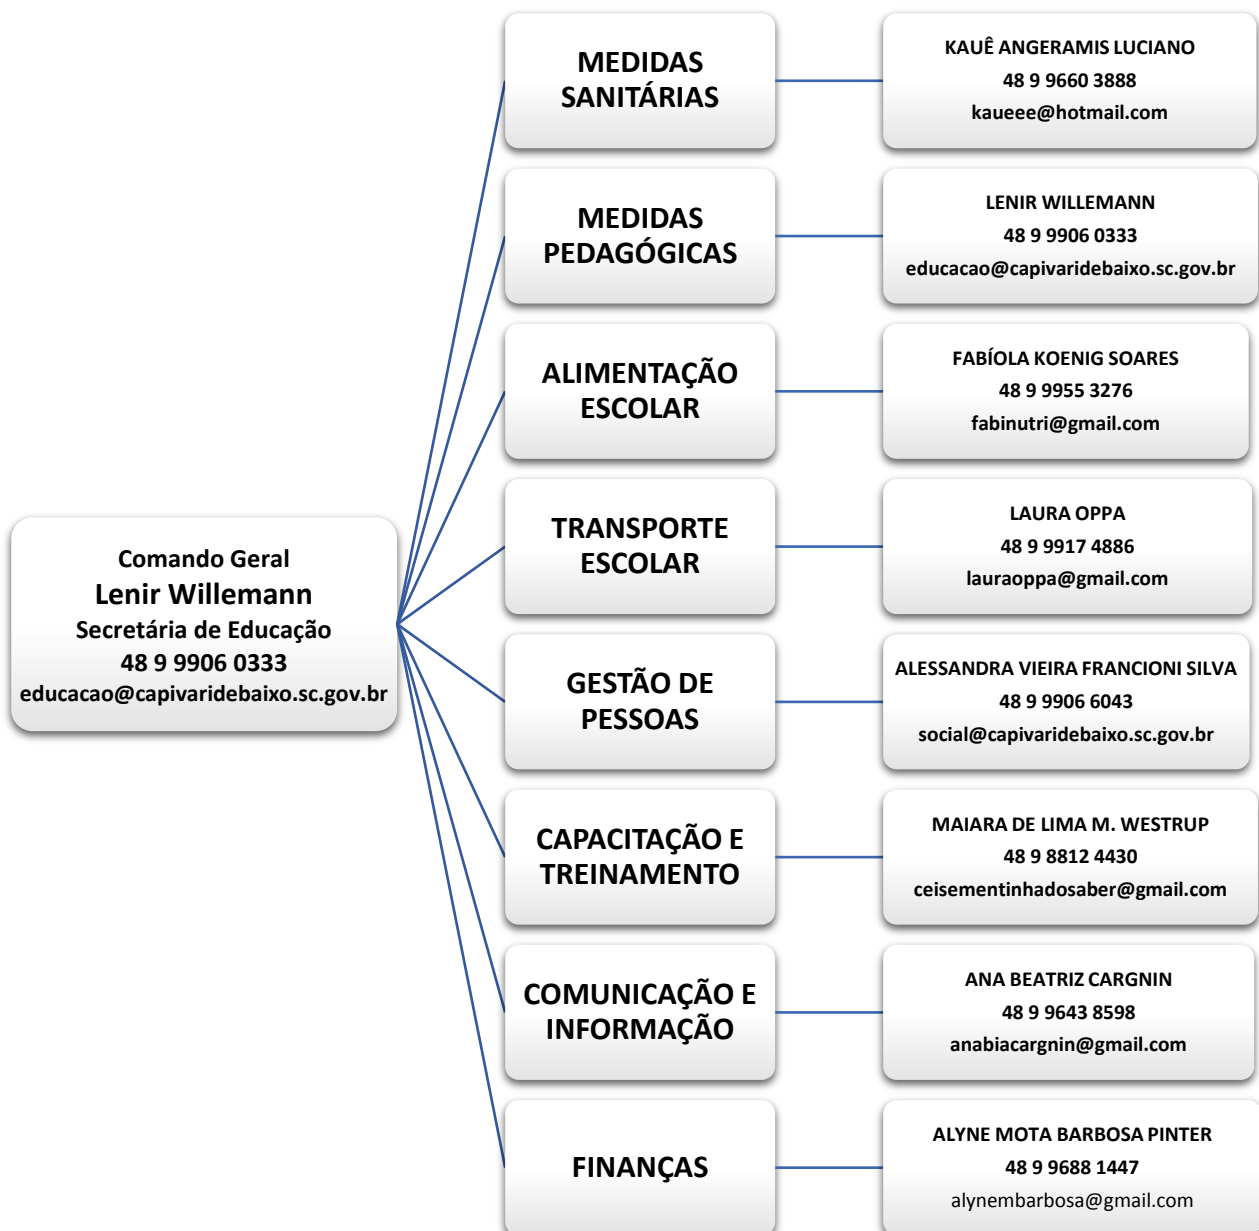 Comando Geral
Lenir Willemann
Secretária de Educação
48 9 9906 0333
educacao@capivaridebaixo.sc.gov.br
MEDIDAS
SANITÁRIAS
KAUÊ ANGERAMIS LUCIANO
48 9 9660 3888
kaueee@hotmail.com
MEDIDAS
PEDAGÓGICAS
LENIR WILLEMANN
48 9 9906 0333
educacao@capivaridebaixo.sc.gov.br
ALIMENTAÇÃO
ESCOLAR
FABÍOLA KOENIG SOARES
48 9 9955 3276
fabinutri@gmail.com
TRANSPORTE
ESCOLAR
LAURA OPPA
48 9 9917 4886
lauraoppa@gmail.com
GESTÃO DE
PESSOAS
ALESSANDRA VIEIRA FRANCIONI SILVA
48 9 9906 6043
social@capivaridebaixo.sc.gov.br
CAPACITAÇÃO E
TREINAMENTO
MAIARA DE LIMA M. WESTRUP
48 9 8812 4430
ceisementinhadosaber@gmail.com
COMUNICAÇÃO E
INFORMAÇÃO
ANA BEATRIZ CARGNIN
48 9 9643 8598
anabiacargnin@gmail.com
FINANÇAS
ALYNE MOTA BARBOSA PINTER
48 9 9688 1447
alynembarbosa@gmail.com